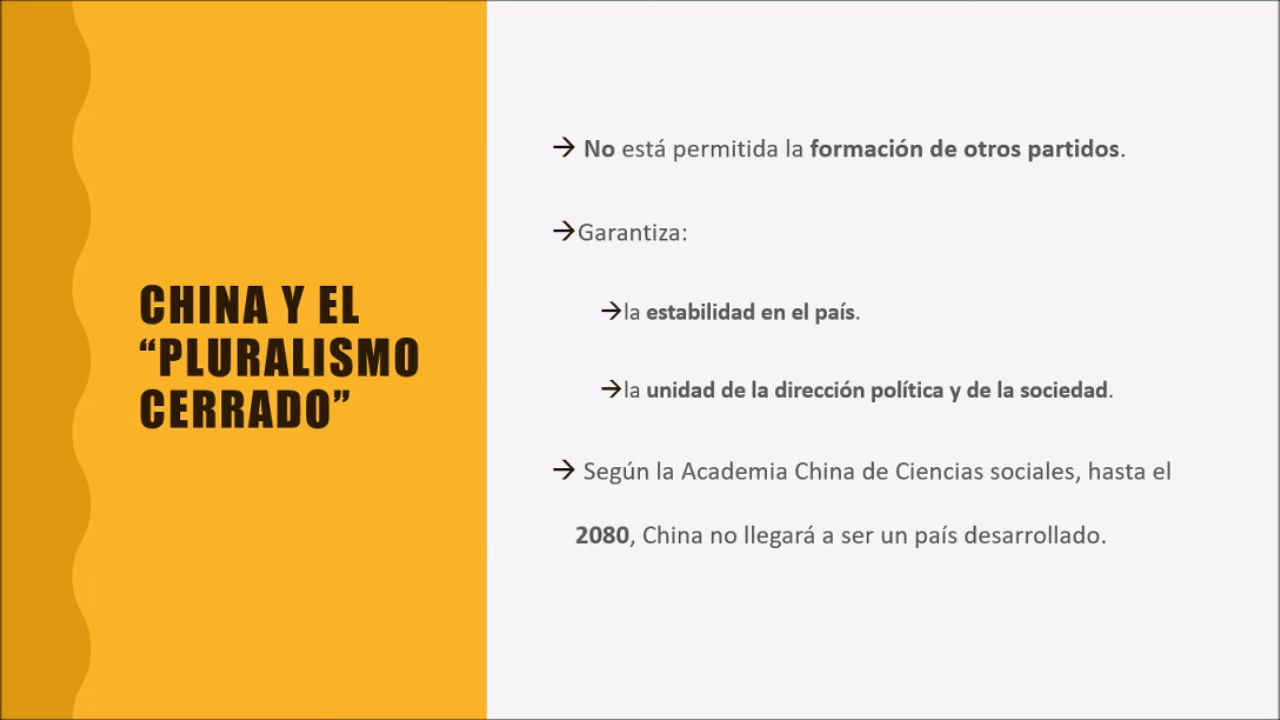 CHINA Y EL
“PLURALISMO
CERRADO”
→ No está permitida la formación de otros partidos.
→Garantiza:
→la estabilidad en el país.
→la unidad de la dirección política y de la sociedad.
→ Según la Academia China de Ciencias sociales, hasta el
2080, China no llegará a ser un país desarrollado.